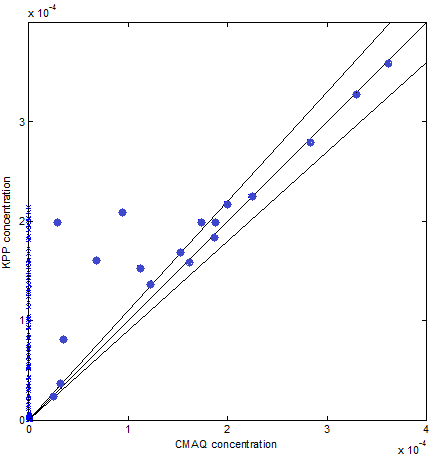 x 10⁻⁴
3
2
1
0
0 1 2 3 4
KPP concentration
CMAQ concentration
x 10⁻⁴